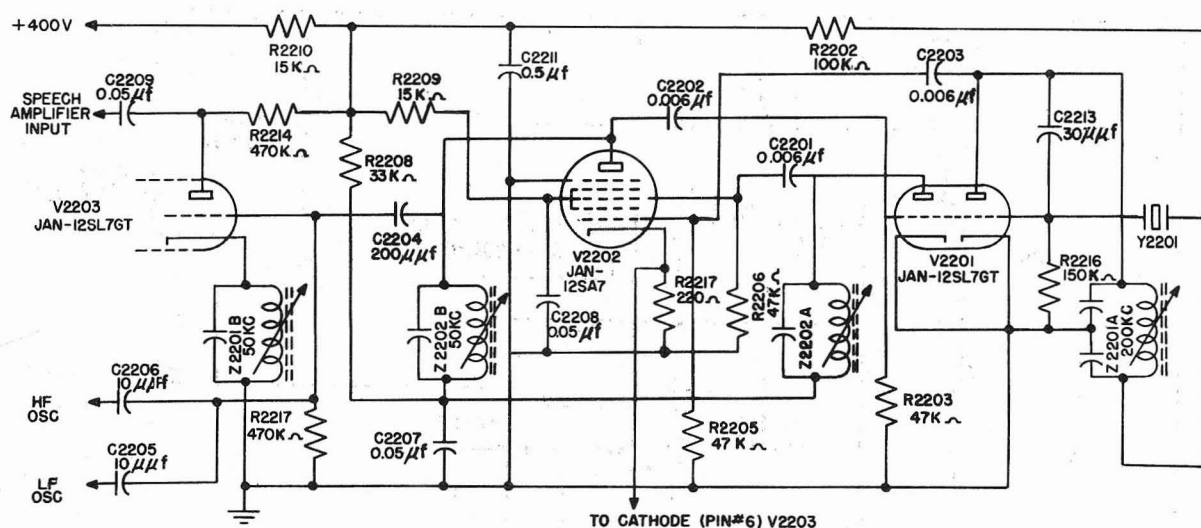 +400V
R2210
15KΩ
C2211
0.5µf
R2202
100KΩ
C2203
0.006µf
C2209
0.05µf
SPEECH
AMPLIFIER
INPUT
R2209
15KΩ
C2202
0.006µf
R2214
470KΩ
R2208
33KΩ
C2201
0.006µf
C2213
30µµf
V2203
JAN-12SL7GT
C2204
200µµf
V2202
JAN-
12SA7
V2201
JAN-12SL7GT
Y2201
R2217
220Ω
R2206
47KΩ
R2216
150KΩ
Z2201B
50KC
Z2202B
50KC
C2208
0.05µf
Z2202A
Z2201A
200KC
C2206
10µµf
HF
OSC
R2217
470KΩ
C2207
0.05µf
R2205
47KΩ
R2203
47KΩ
C2205
10µµf
LF
OSC
TO CATHODE (PIN#6) V2203